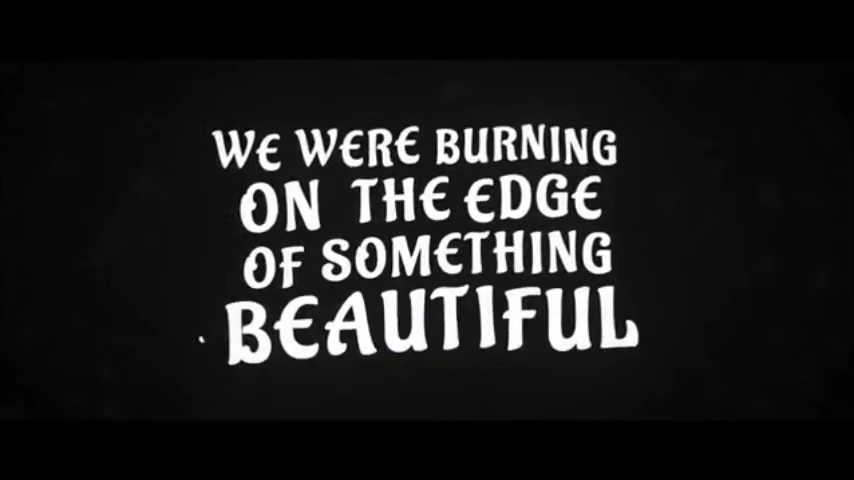 WE WERE BURNING
ON THE EDGE
OF SOMETHING
BEAUTIFUL